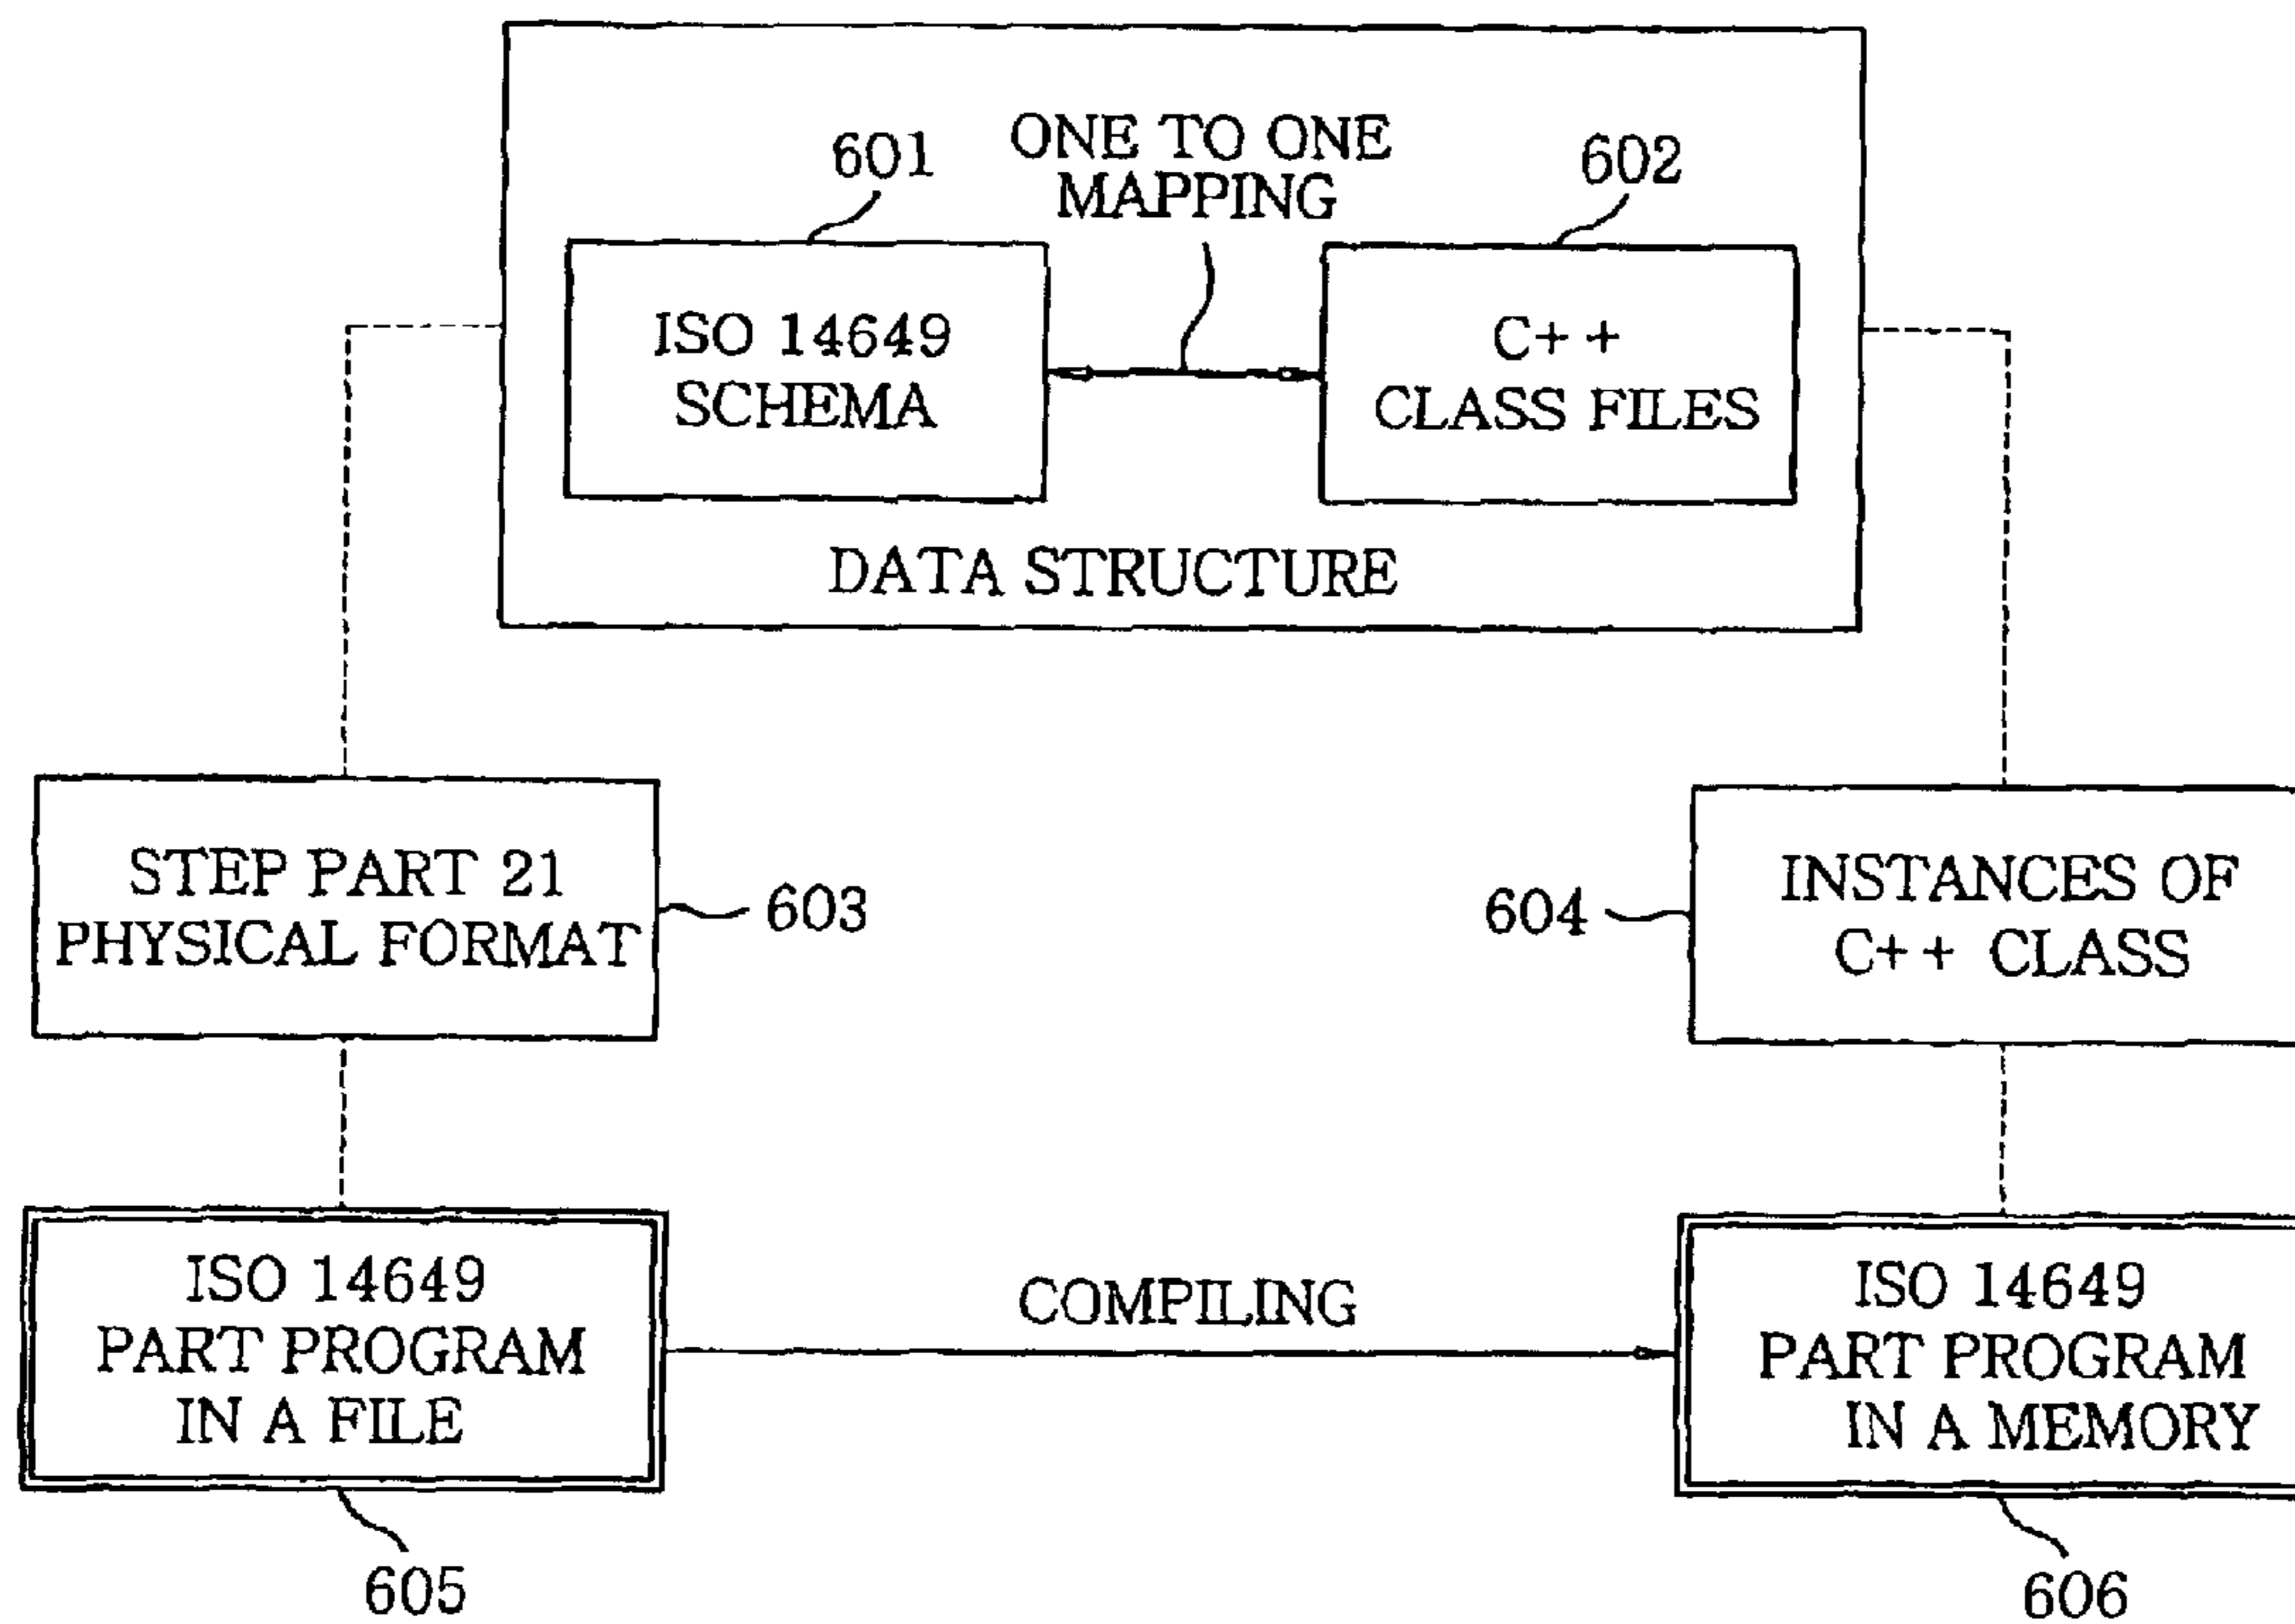 ONE TO ONE
MAPPING
601
602
ISO 14649
SCHEMA
C++
CLASS FILES
DATA STRUCTURE
STEP PART 21
PHYSICAL FORMAT
603
604
INSTANCES OF
C++ CLASS
ISO 14649
PART PROGRAM
IN A FILE
COMPILING
ISO 14649
PART PROGRAM
IN A MEMORY
605
606